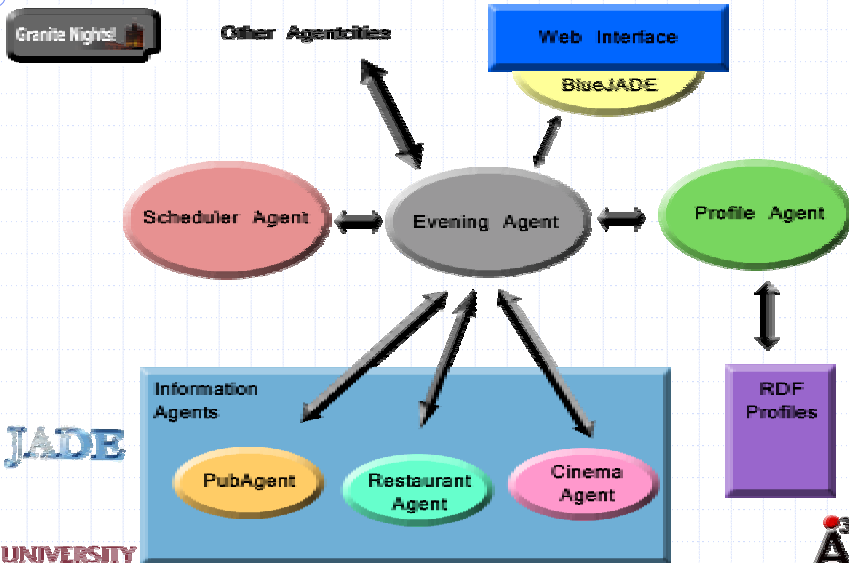 Granite Nights!
Other Agentcities
Web Interface
BlueJADE
Scheduler Agent
Evening Agent
Profile Agent
Information
Agents
RDF
Profiles
PubAgent
Restaurant
Agent
Cinema
Agent
JADE
UNIVERSITY
A3